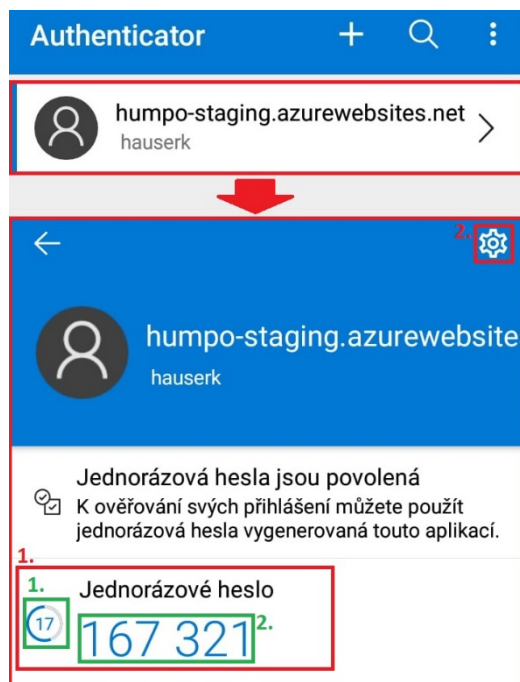 Authenticator
humpo-staging.azurewebsites.net
hauserk
2.
humpo-staging.azurewebsite
hauserk
Jednorázová hesla jsou povolená
K ověřování svých přihlášení můžete použít
jednorázová hesla vygenerovaná touto aplikací.
1.
1. Jednorázové heslo
17 167 321 2.